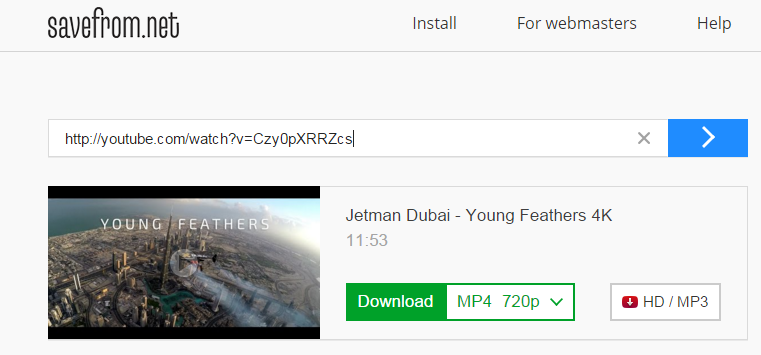 savefrom.net Install For webmasters Help
http://youtube.com/watch?v=Czy0pXRRZcs
YOUNG FEATHERS
Jetman Dubai - Young Feathers 4K
11:53
Download MP4 720p HD / MP3